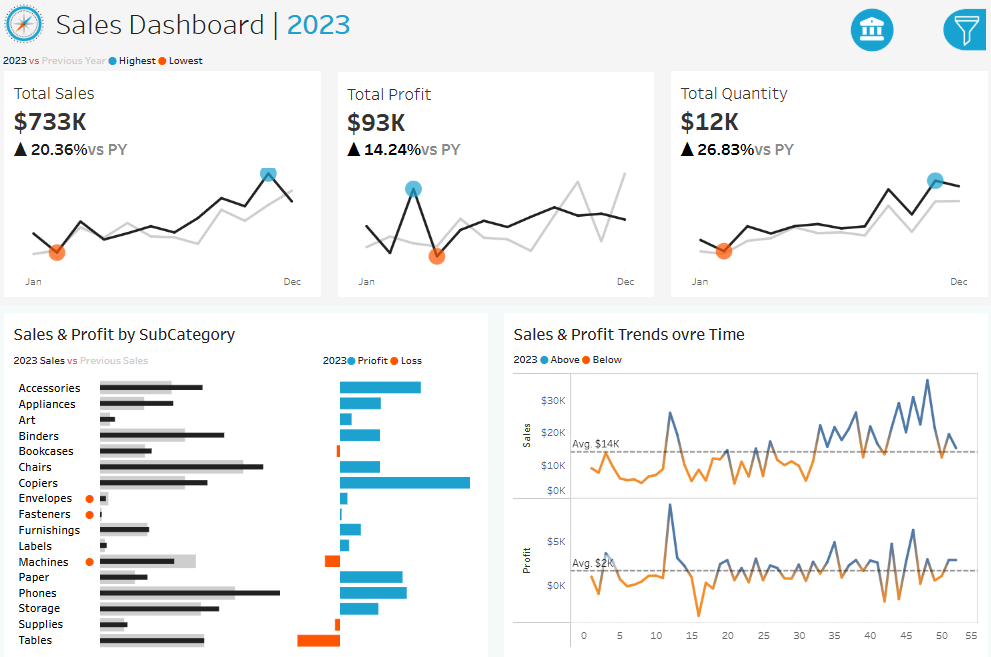 Sales Dashboard | 2023
2023 vs Previous Year Highest Lowest
Total Sales
$733K
▲ 20.36%vs PY
Jan Dec
Total Profit
$93K
▲ 14.24%vs PY
Jan Dec
Total Quantity
$12K
▲ 26.83%vs PY
Jan Dec
Sales & Profit by SubCategory
2023 Sales vs Previous Sales
2023 Priofit Loss
Accessories
Appliances
Art
Binders
Bookcases
Chairs
Copiers
Envelopes
Fasteners
Furnishings
Labels
Machines
Paper
Phones
Storage
Supplies
Tables
Sales & Profit Trends ovre Time
2023 Above Below
Sales
$30K
$20K
$10K
$0K
Avg. $14K
Profit
$5K
$0K
Avg. $2K
0 5 10 15 20 25 30 35 40 45 50 55